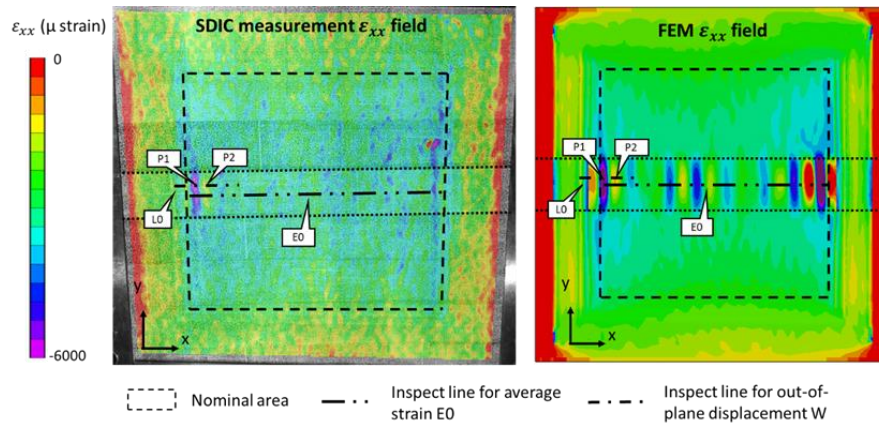 ε_xx (μ strain)
SDIC measurement ε_xx field
FEM ε_xx field
0
-6000
P1
P2
L0
E0
y
x
P1
P2
L0
E0
y
x
Nominal area
Inspect line for average
strain E0
Inspect line for out-of-
plane displacement W